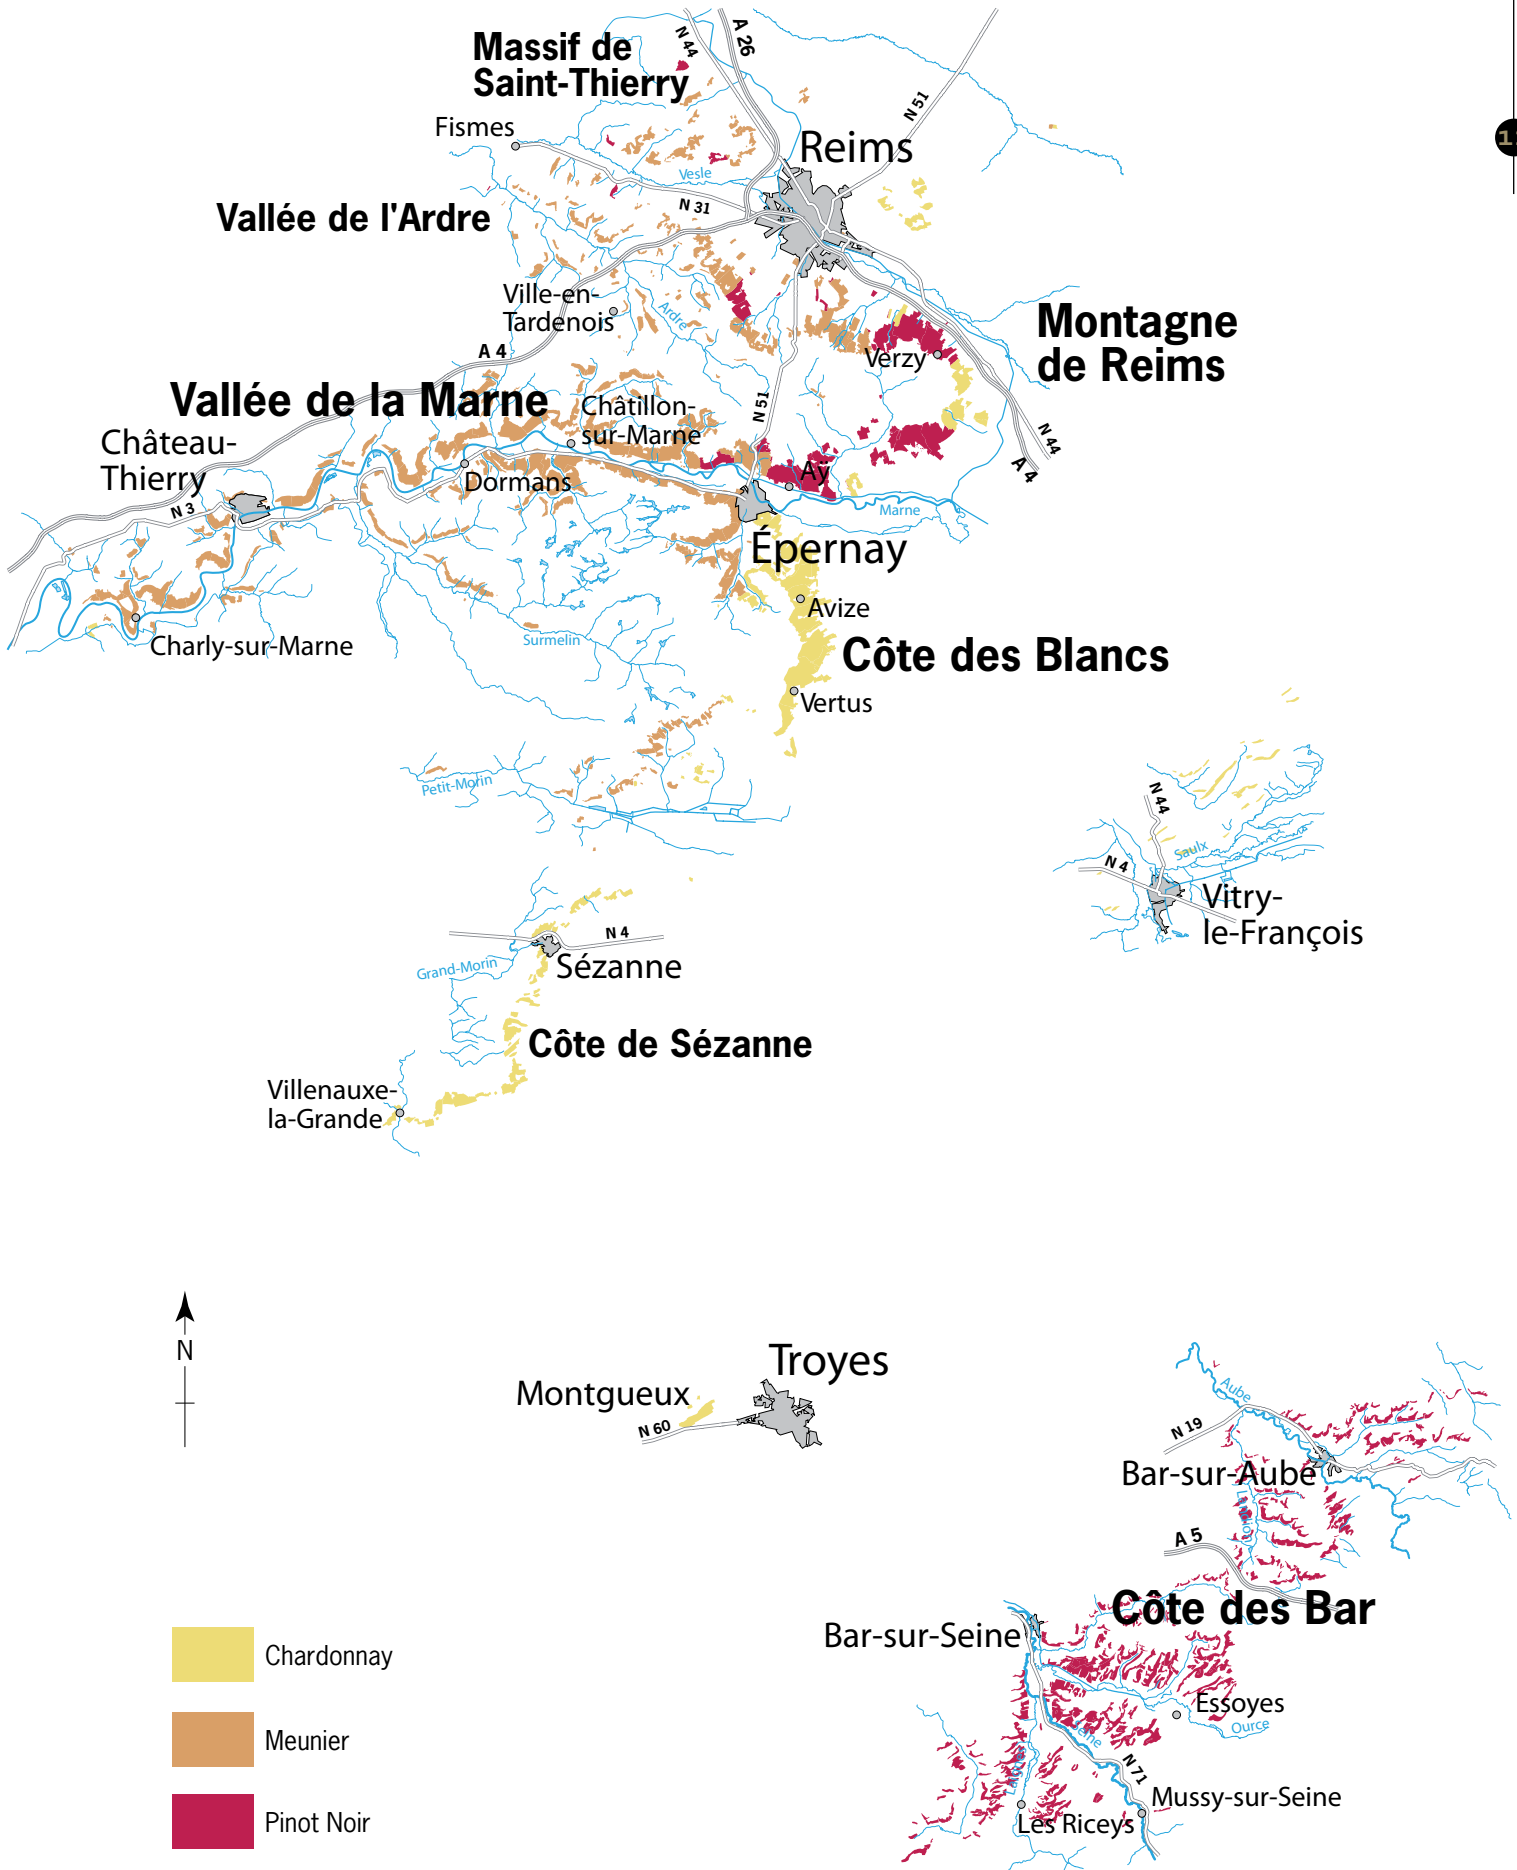 Massif de
Saint-Thierry
N 44
A 26
N 51
Fismes
Reims
Vesle
N 31
Vallée de l'Ardre
Ville-en-
Tardenois
Ardre
A 4
Montagne
de Reims
Verzy
Vallée de la Marne
Châtillon-
sur-Marne
N 51
N 44
A 4
Château-
Thierry
Dormans
Aÿ
N 3
Marne
Épernay
Avize
Charly-sur-Marne
Surmelin
Côte des Blancs
Vertus
Petit-Morin
N 44
Saulx
N 4
Vitry-
le-François
N 4
Sézanne
Grand-Morin
Côte de Sézanne
Villenauxe-
la-Grande
N
Troyes
Montgueux
N 60
Aube
N 19
Bar-sur-Aube
A 5
Côte des Bar
Bar-sur-Seine
Essoyes
Ource
Seine
N 71
Mussy-sur-Seine
Les Riceys
Chardonnay
Meunier
Pinot Noir